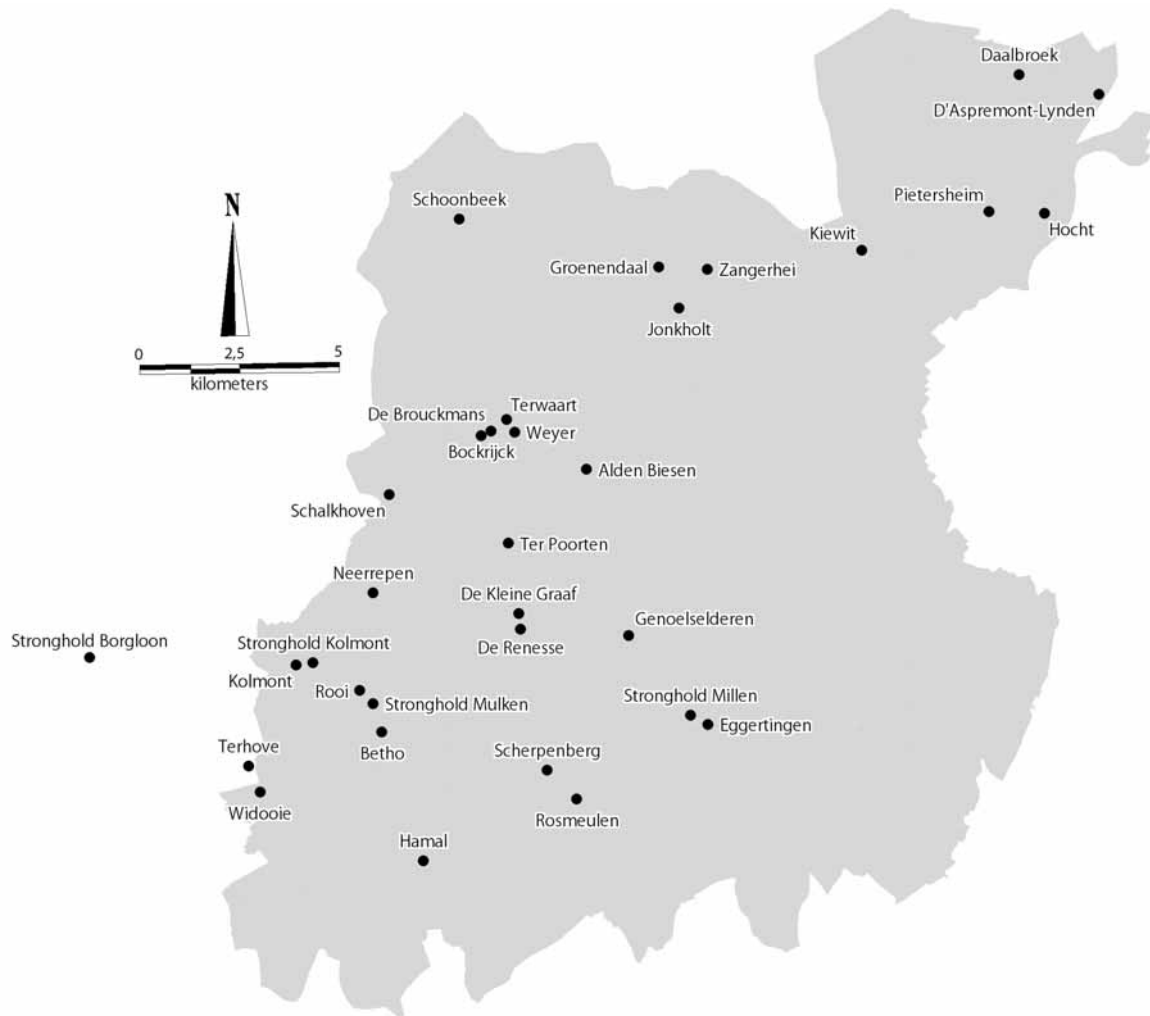 Daalbroek
D'Aspremont-Lynden
Schoonbeek
N
Pietersheim
Hocht
Kiewit
Groenendaal
Zangerhei
Jonkholt
0 2,5 5
kilometers
Terwaart
De Brouckmans
Weyer
Bockrijck
Alden Biesen
Schalkhoven
Ter Poorten
Neerrepen
De Kleine Graaf
Genoelselderen
Stronghold Borgloon
Stronghold Kolmont
De Renesse
Kolmont
Rooi
Stronghold Mulken
Stronghold Millen
Eggertingen
Betho
Terhove
Scherpenberg
Widooie
Rosmeulen
Hamal